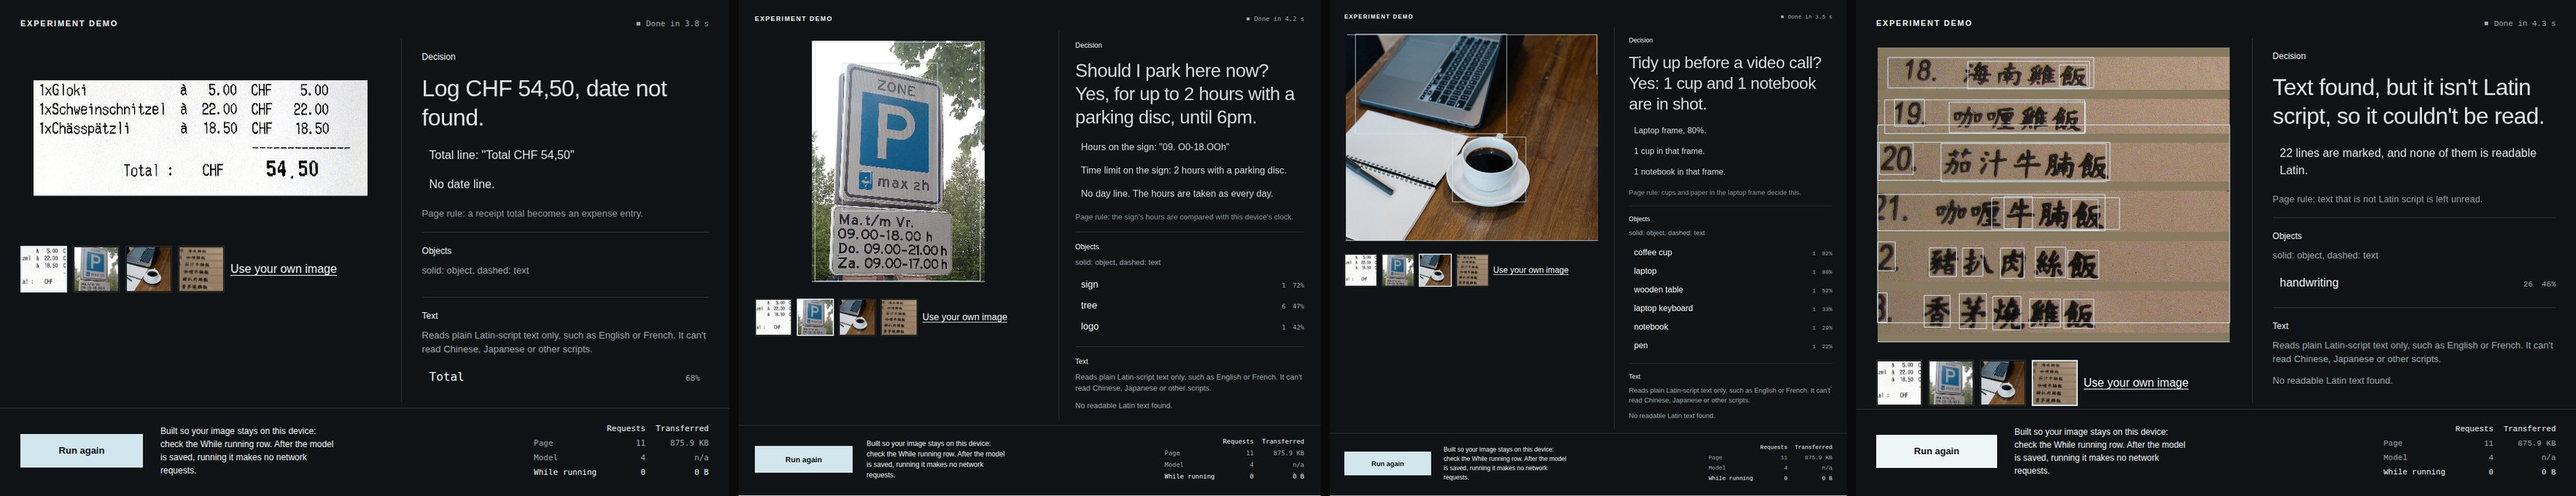 EXPERIMENT DEMO
Done in 3.8 s
1xGloki à 5.00 CHF 5.00
1xSchweinschnitzel à 22.00 CHF 22.00
1xChässpätzli à 18.50 CHF 18.50
Total : CHF 54.50
Use your own image
Decision
Log CHF 54,50, date not
found.
Total line: "Total CHF 54,50"
No date line.
Page rule: a receipt total becomes an expense entry.
Objects
solid: object, dashed: text
Text
Reads plain Latin-script text only, such as English or French. It can't
read Chinese, Japanese or other scripts.
Total 68%
Run again
Built so your image stays on this device:
check the While running row. After the model
is saved, running it makes no network
requests.
Requests Transferred
Page 11 875.9 KB
Model 4 n/a
While running 0 0 B
EXPERIMENT DEMO
Done in 4.2 s
ZONE
P
max 2h
Ma.t/m Vr.
09.00-18.00 h
Do. 09.00-21.00h
Za. 09.00-17.00h
Use your own image
Decision
Should I park here now?
Yes, for up to 2 hours with a
parking disc, until 6pm.
Hours on the sign: "09. O0-18.OOh"
Time limit on the sign: 2 hours with a parking disc.
No day line. The hours are taken as every day.
Page rule: the sign's hours are compared with this device's clock.
Objects
solid: object, dashed: text
sign 1 72%
tree 6 47%
logo 1 42%
Text
Reads plain Latin-script text only, such as English or French. It can't
read Chinese, Japanese or other scripts.
No readable Latin text found.
Run again
Built so your image stays on this device:
check the While running row. After the model
is saved, running it makes no network
requests.
Requests Transferred
Page 11 875.9 KB
Model 4 n/a
While running 0 0 B
EXPERIMENT DEMO
Done in 3.5 s
Use your own image
Decision
Tidy up before a video call?
Yes: 1 cup and 1 notebook
are in shot.
Laptop frame, 80%.
1 cup in that frame.
1 notebook in that frame.
Page rule: cups and paper in the laptop frame decide this.
Objects
solid: object, dashed: text
coffee cup 1 82%
laptop 1 80%
wooden table 1 52%
laptop keyboard 1 33%
notebook 1 29%
pen 1 22%
Text
Reads plain Latin-script text only, such as English or French. It can't
read Chinese, Japanese or other scripts.
No readable Latin text found.
Run again
Built so your image stays on this device:
check the While running row. After the model
is saved, running it makes no network
requests.
Requests Transferred
Page 11 875.9 KB
Model 4 n/a
While running 0 0 B
EXPERIMENT DEMO
Done in 4.3 s
18. 海南雞飯
19. 咖喱雞飯
20. 茄汁牛腩飯
21. 咖喱牛腩飯
2. 豬扒肉絲飯
3. 香茅燒雞飯
Use your own image
Decision
Text found, but it isn't Latin
script, so it couldn't be read.
22 lines are marked, and none of them is readable
Latin.
Page rule: text that is not Latin script is left unread.
Objects
solid: object, dashed: text
handwriting 26 46%
Text
Reads plain Latin-script text only, such as English or French. It can't
read Chinese, Japanese or other scripts.
No readable Latin text found.
Run again
Built so your image stays on this device:
check the While running row. After the model
is saved, running it makes no network
requests.
Requests Transferred
Page 11 875.9 KB
Model 4 n/a
While running 0 0 B